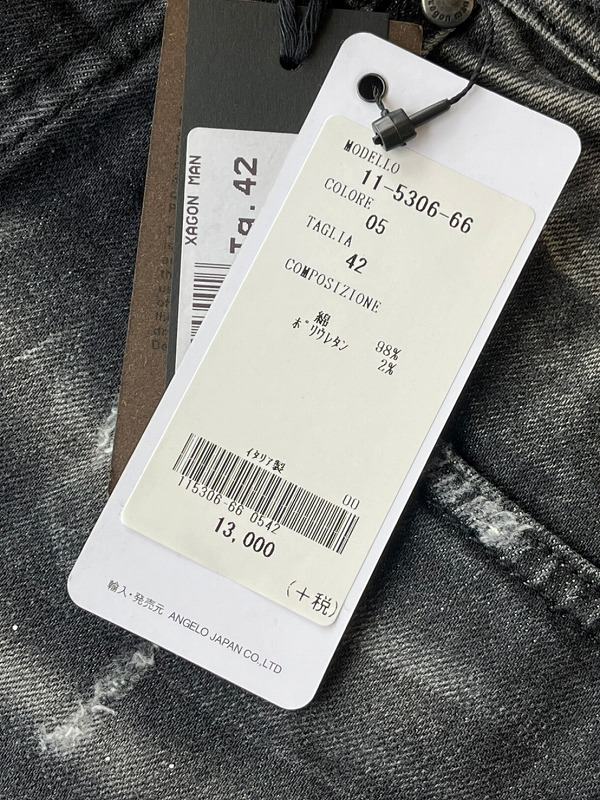 MODELLO
11-5306-66
COLORE
05
TAGLIA
42
COMPOSIZIONE
綿 98%
ポリウレタン 2%
イタリア製
00
115306-66 0542
13,000
(+税)
輸入・発売元 ANGELO JAPAN CO.,LTD
XAGON MAN
Tg. 42